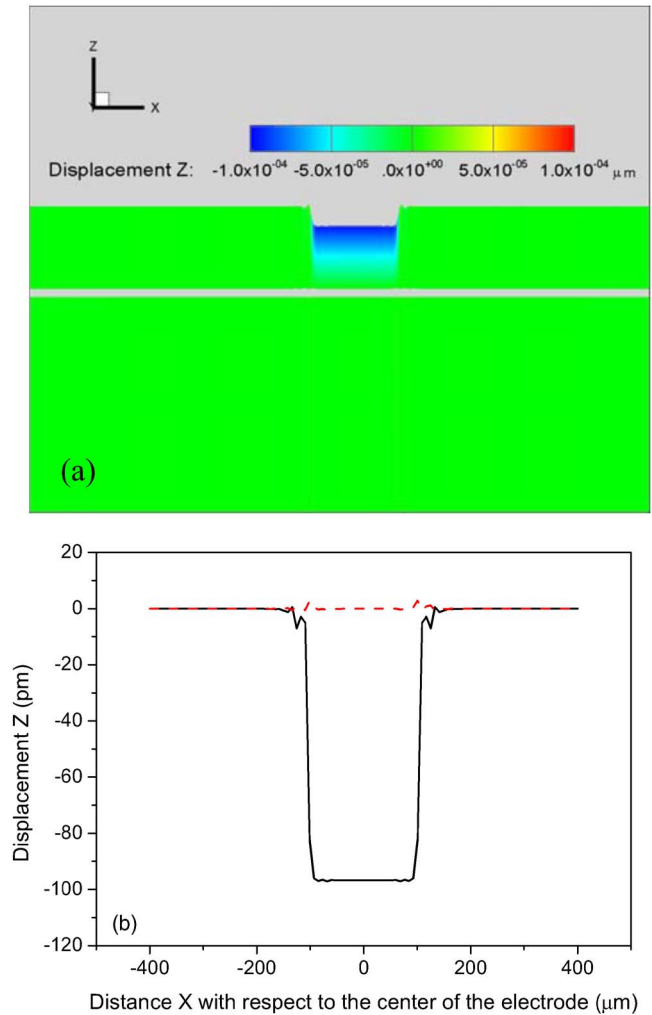 Z
Y X
Displacement Z: -1.0x10-04 -5.0x10-05 .0x10+00 5.0x10-05 1.0x10-04 μm
(a)
20
0
-20
-40
-60
-80
-100
-120
Displacement Z (pm)
(b)
-400 -200 0 200 400
Distance X with respect to the center of the electrode (μm)